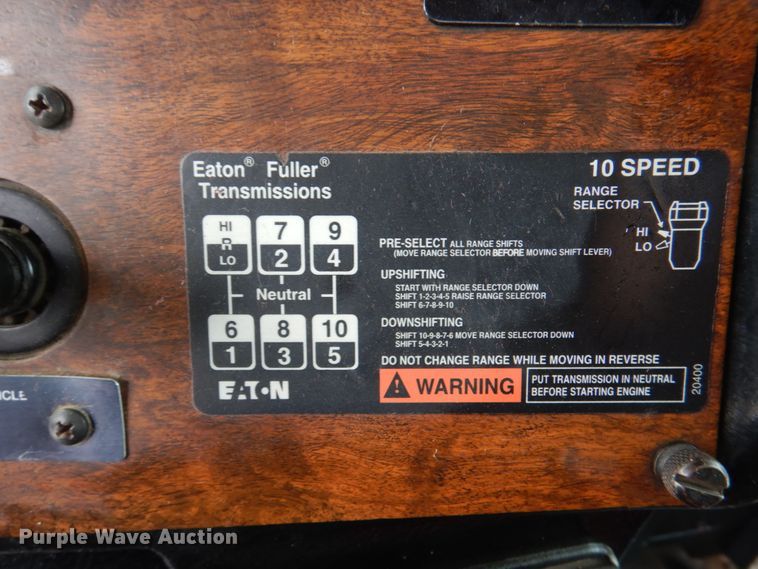 Eaton® Fuller®
Transmissions
10 SPEED
RANGE
SELECTOR
HI
LO
HI
R
LO
7
2
9
4
Neutral
6
1
8
3
10
5
EATON
PRE-SELECT ALL RANGE SHIFTS
(MOVE RANGE SELECTOR BEFORE MOVING SHIFT LEVER)
UPSHIFTING
START WITH RANGE SELECTOR DOWN
SHIFT 1-2-3-4-5 RAISE RANGE SELECTOR
SHIFT 6-7-8-9-10
DOWNSHIFTING
SHIFT 10-9-8-7-6 MOVE RANGE SELECTOR DOWN
SHIFT 5-4-3-2-1
DO NOT CHANGE RANGE WHILE MOVING IN REVERSE
WARNING
PUT TRANSMISSION IN NEUTRAL
BEFORE STARTING ENGINE
20400
Purple Wave Auction